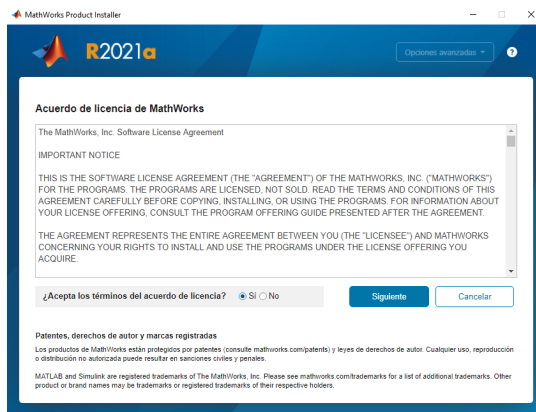 MathWorks Product Installer
R2021a
Opciones avanzadas
?
Acuerdo de licencia de MathWorks
The MathWorks, Inc. Software License Agreement
IMPORTANT NOTICE
THIS IS THE SOFTWARE LICENSE AGREEMENT (THE "AGREEMENT") OF THE MATHWORKS, INC. ("MATHWORKS")
FOR THE PROGRAMS. THE PROGRAMS ARE LICENSED, NOT SOLD. READ THE TERMS AND CONDITIONS OF THIS
AGREEMENT CAREFULLY BEFORE COPYING, INSTALLING, OR USING THE PROGRAMS. FOR INFORMATION ABOUT
YOUR LICENSE OFFERING, CONSULT THE PROGRAM OFFERING GUIDE PRESENTED AFTER THE AGREEMENT.
THE AGREEMENT REPRESENTS THE ENTIRE AGREEMENT BETWEEN YOU (THE "LICENSEE") AND MATHWORKS
CONCERNING YOUR RIGHTS TO INSTALL AND USE THE PROGRAMS UNDER THE LICENSE OFFERING YOU
ACQUIRE.
¿Acepta los términos del acuerdo de licencia? Sí No
Siguiente
Cancelar
Patentes, derechos de autor y marcas registradas
Los productos de MathWorks están protegidos por patentes (consulte mathworks.com/patents) y leyes de derechos de autor. Cualquier uso, reproducción
o distribución no autorizada puede resultar en sanciones civiles y penales.
MATLAB and Simulink are registered trademarks of The MathWorks, Inc. Please see mathworks.com/trademarks for a list of additional trademarks. Other
product or brand names may be trademarks or registered trademarks of their respective holders.